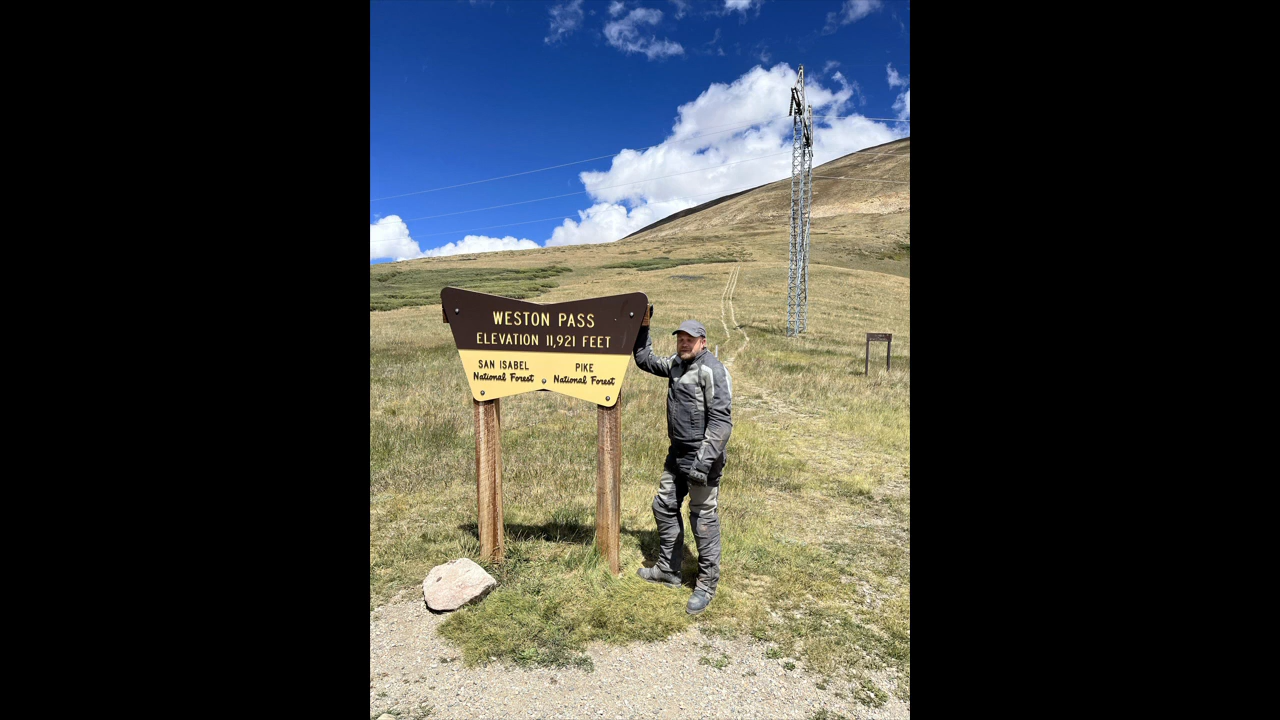 WESTON PASS
ELEVATION 11,921 FEET
SAN ISABEL
National Forest
PIKE
National Forest